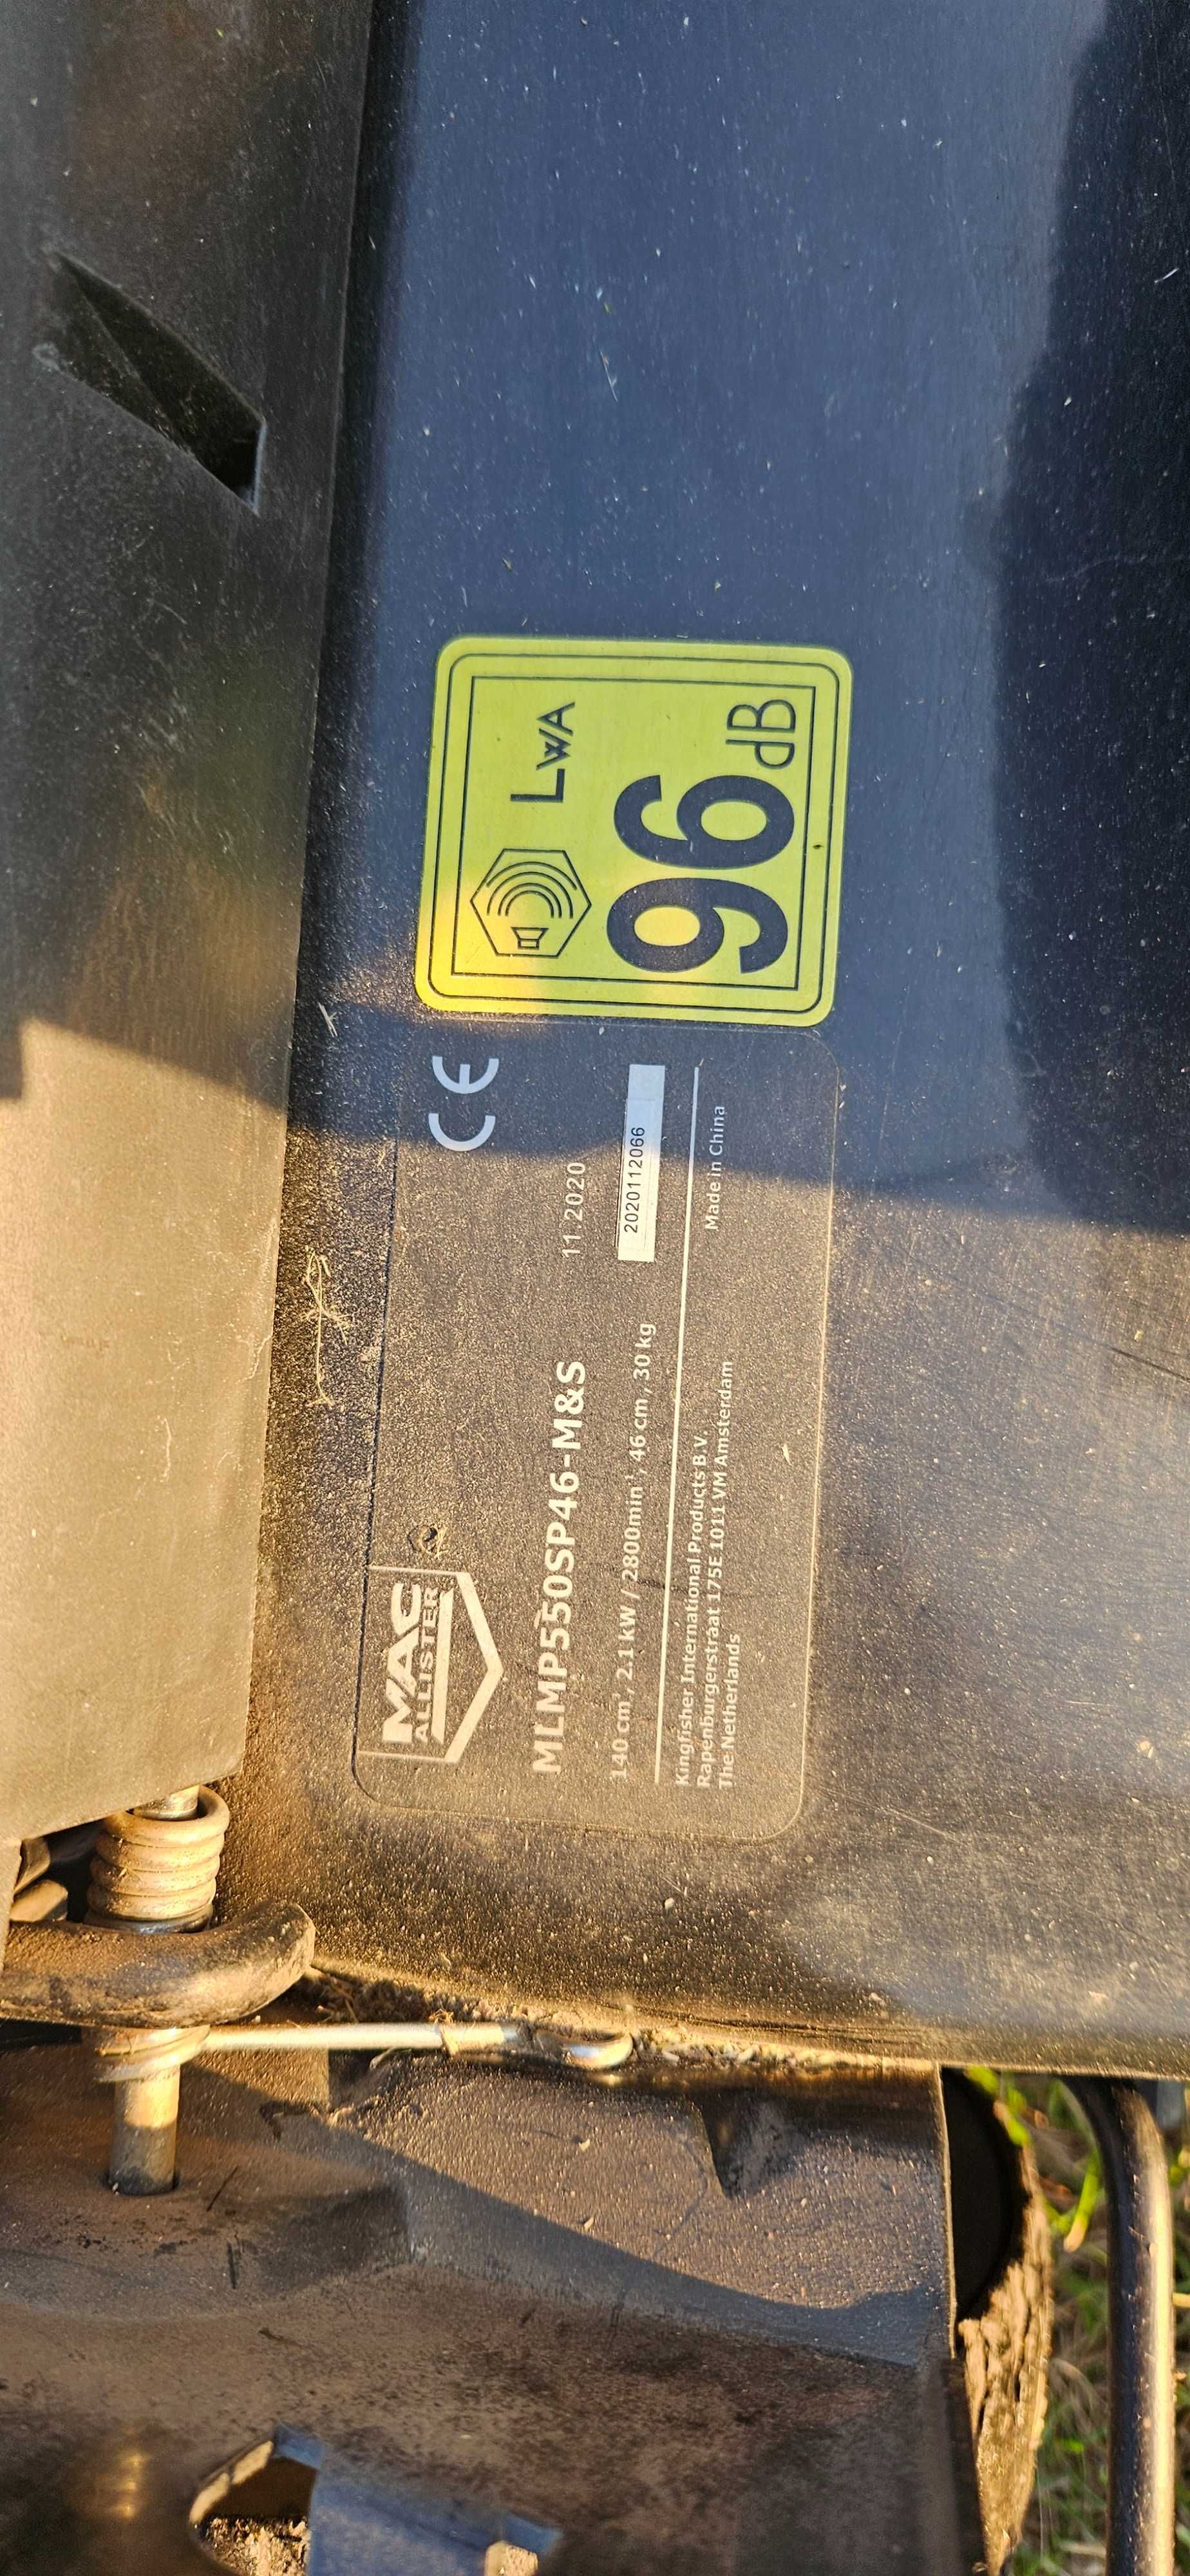 MAC
ALLISTER
CE
MLMP550SP46-M&S
11.2020
140 cm³, 2.1 kW / 2800min⁻¹, 46 cm, 30 kg
2020112066
Kingfisher International Products B.V.
Rapenburgerstraat 175E 1011 VM Amsterdam
The Netherlands
Made in China
LWA
96 dB